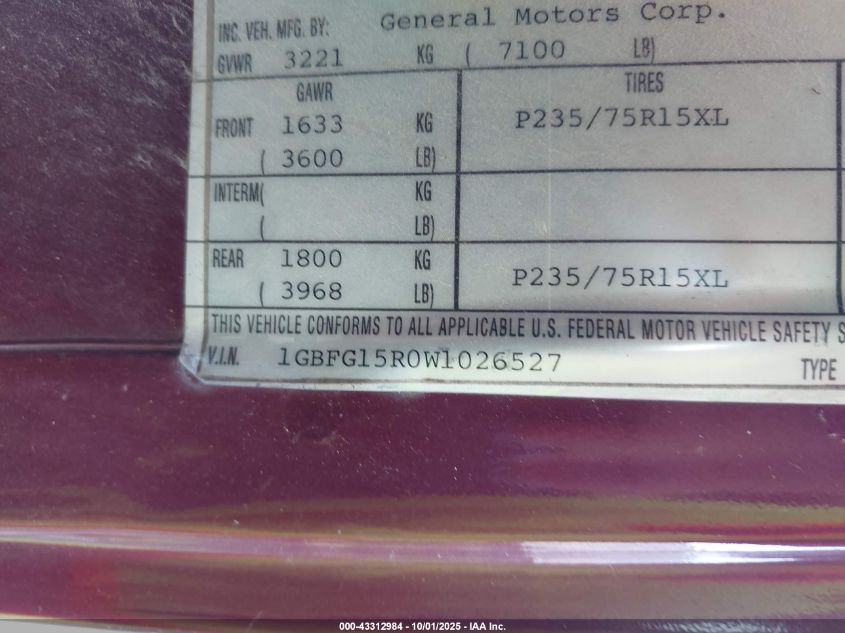 INC. VEH. MFG. BY: General Motors Corp.
GVWR 3221 KG ( 7100 LB)
GAWR TIRES
FRONT 1633 KG P235/75R15XL
( 3600 LB)
INTERM( KG
( LB)
REAR 1800 KG P235/75R15XL
( 3968 LB)
THIS VEHICLE CONFORMS TO ALL APPLICABLE U.S. FEDERAL MOTOR VEHICLE SAFETY S
V.I.N. 1GBFG15R0W1026527 TYPE
000-43312984 - 10/01/2025 - IAA Inc.